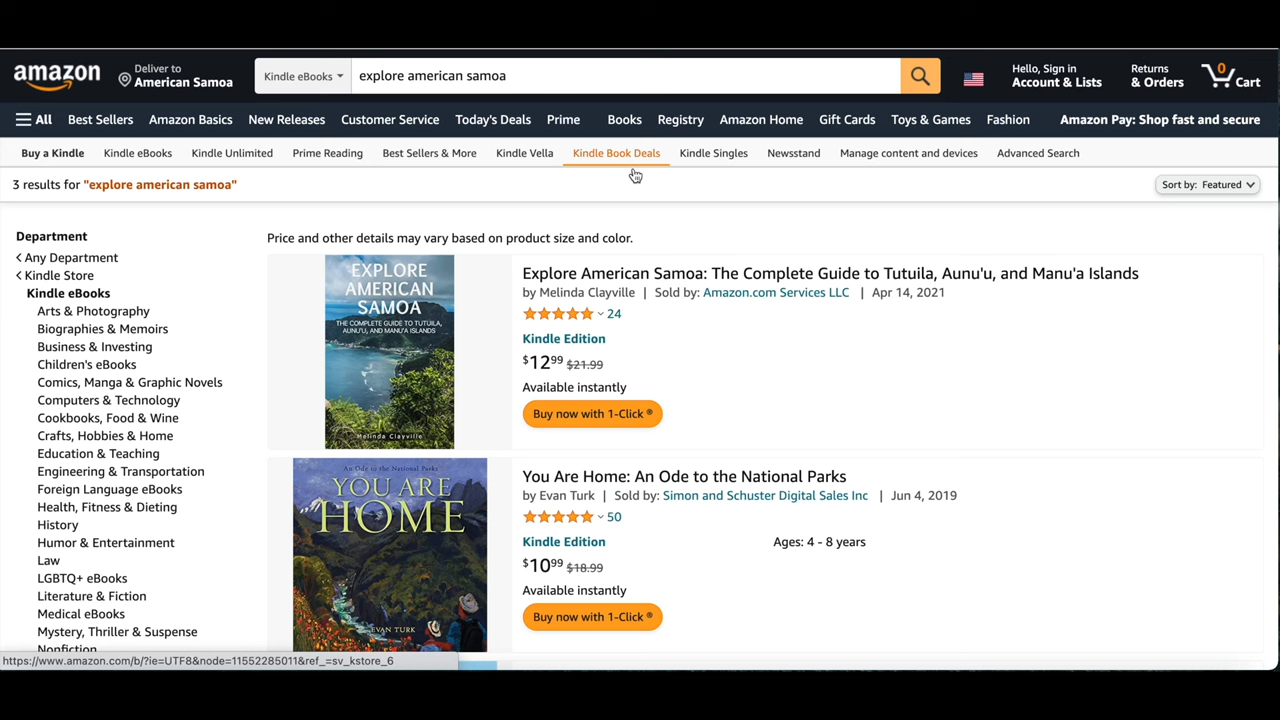 amazon
Deliver to
American Samoa
Kindle eBooks
explore american samoa
Hello, Sign in
Account & Lists
Returns
& Orders
0
Cart
All
Best Sellers
Amazon Basics
New Releases
Customer Service
Today's Deals
Prime
Books
Registry
Amazon Home
Gift Cards
Toys & Games
Fashion
Amazon Pay: Shop fast and secure
Buy a Kindle
Kindle eBooks
Kindle Unlimited
Prime Reading
Best Sellers & More
Kindle Vella
Kindle Book Deals
Kindle Singles
Newsstand
Manage content and devices
Advanced Search
3 results for "explore american samoa"
Sort by: Featured
Department
Any Department
Kindle Store
Kindle eBooks
Arts & Photography
Biographies & Memoirs
Business & Investing
Children's eBooks
Comics, Manga & Graphic Novels
Computers & Technology
Cookbooks, Food & Wine
Crafts, Hobbies & Home
Education & Teaching
Engineering & Transportation
Foreign Language eBooks
Health, Fitness & Dieting
History
Humor & Entertainment
Law
LGBTQ+ eBooks
Literature & Fiction
Medical eBooks
Mystery, Thriller & Suspense
Nonfiction
Price and other details may vary based on product size and color.
EXPLORE
AMERICAN
SAMOA
THE COMPLETE GUIDE TO TUTUILA,
AUNU'U, AND MANU'A ISLANDS
Melinda Clayville
Explore American Samoa: The Complete Guide to Tutuila, Aunu'u, and Manu'a Islands
by Melinda Clayville | Sold by: Amazon.com Services LLC | Apr 14, 2021
24
Kindle Edition
$1299 $21.99
Available instantly
Buy now with 1-Click ®
An Ode to the National Parks
YOU ARE
HOME
EVAN TURK
You Are Home: An Ode to the National Parks
by Evan Turk | Sold by: Simon and Schuster Digital Sales Inc | Jun 4, 2019
50
Kindle Edition
Ages: 4 - 8 years
$1099 $18.99
Available instantly
Buy now with 1-Click ®
https://www.amazon.com/b/?ie=UTF8&node=11552285011&ref_=sv_kstore_6